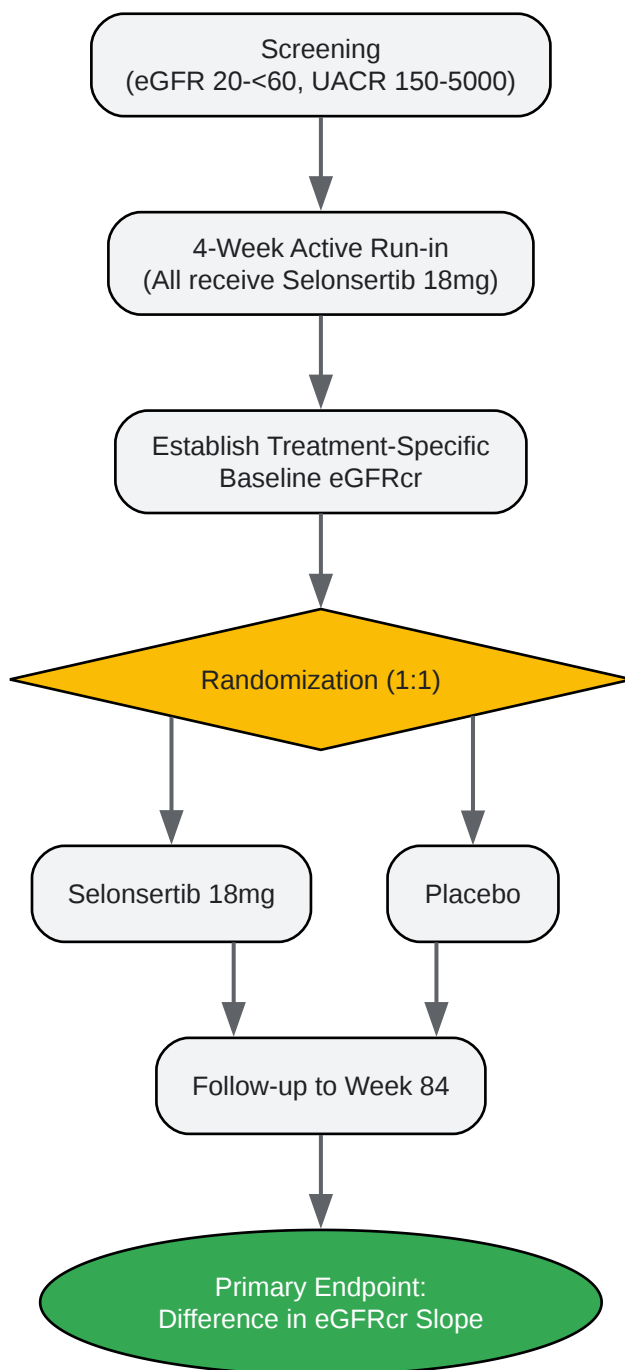 Screening
(eGFR 20-<60, UACR 150-5000)
4-Week Active Run-in
(All receive Selonsertib 18mg)
Establish Treatment-Specific
Baseline eGFRcr
Randomization (1:1)
Selonsertib 18mg
Placebo
Follow-up to Week 84
Primary Endpoint:
Difference in eGFRcr Slope